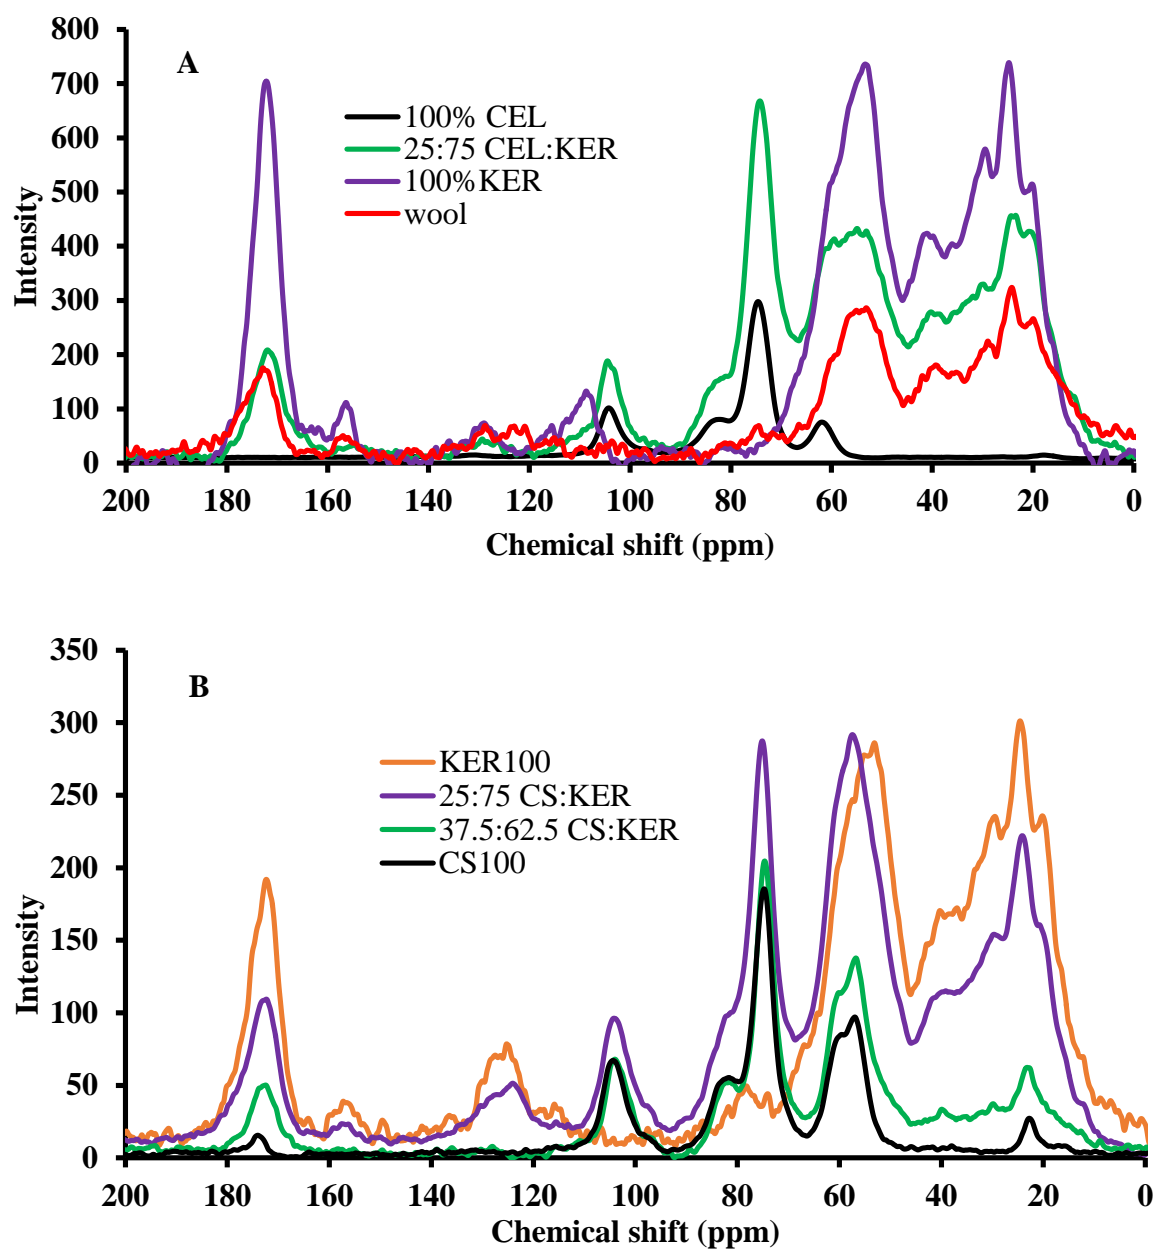 800
700
600
500
400
300
200
100
0
A
100% CEL
25:75 CEL:KER
100%KER
wool
Intensity
200 180 160 140 120 100 80 60 40 20 0
Chemical shift (ppm)
350
300
250
200
150
100
50
0
B
KER100
25:75 CS:KER
37.5:62.5 CS:KER
CS100
Intensity
200 180 160 140 120 100 80 60 40 20 0
Chemical shift (ppm)